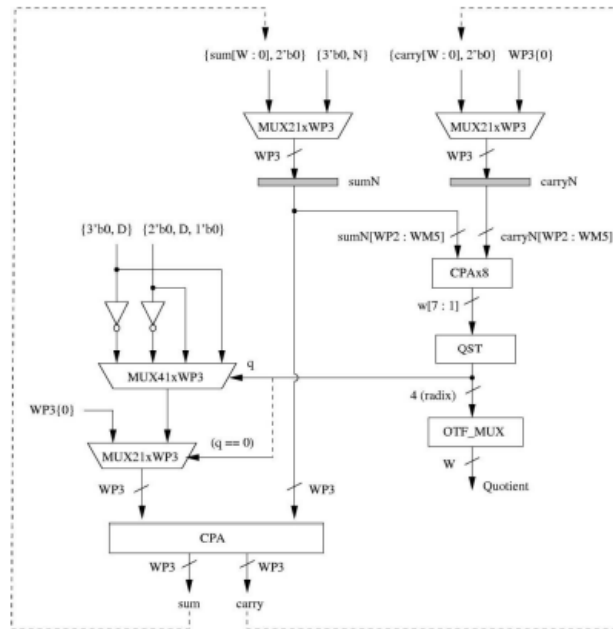 {sum[W : 0], 2'b0} {3'b0, N} {carry[W : 0], 2'b0} WP3{0}
MUX21xWP3 MUX21xWP3
WP3 WP3
sumN carryN
{3'b0, D} {2'b0, D, 1'b0}
sumN[WP2 : WM5] carryN[WP2 : WM5]
CPAx8
w[7 : 1]
QST
q
MUX41xWP3
4 (radix)
WP3{0}
OTF_MUX
(q == 0)
MUX21xWP3
W
WP3 WP3 Quotient
CPA
WP3 WP3
sum carry